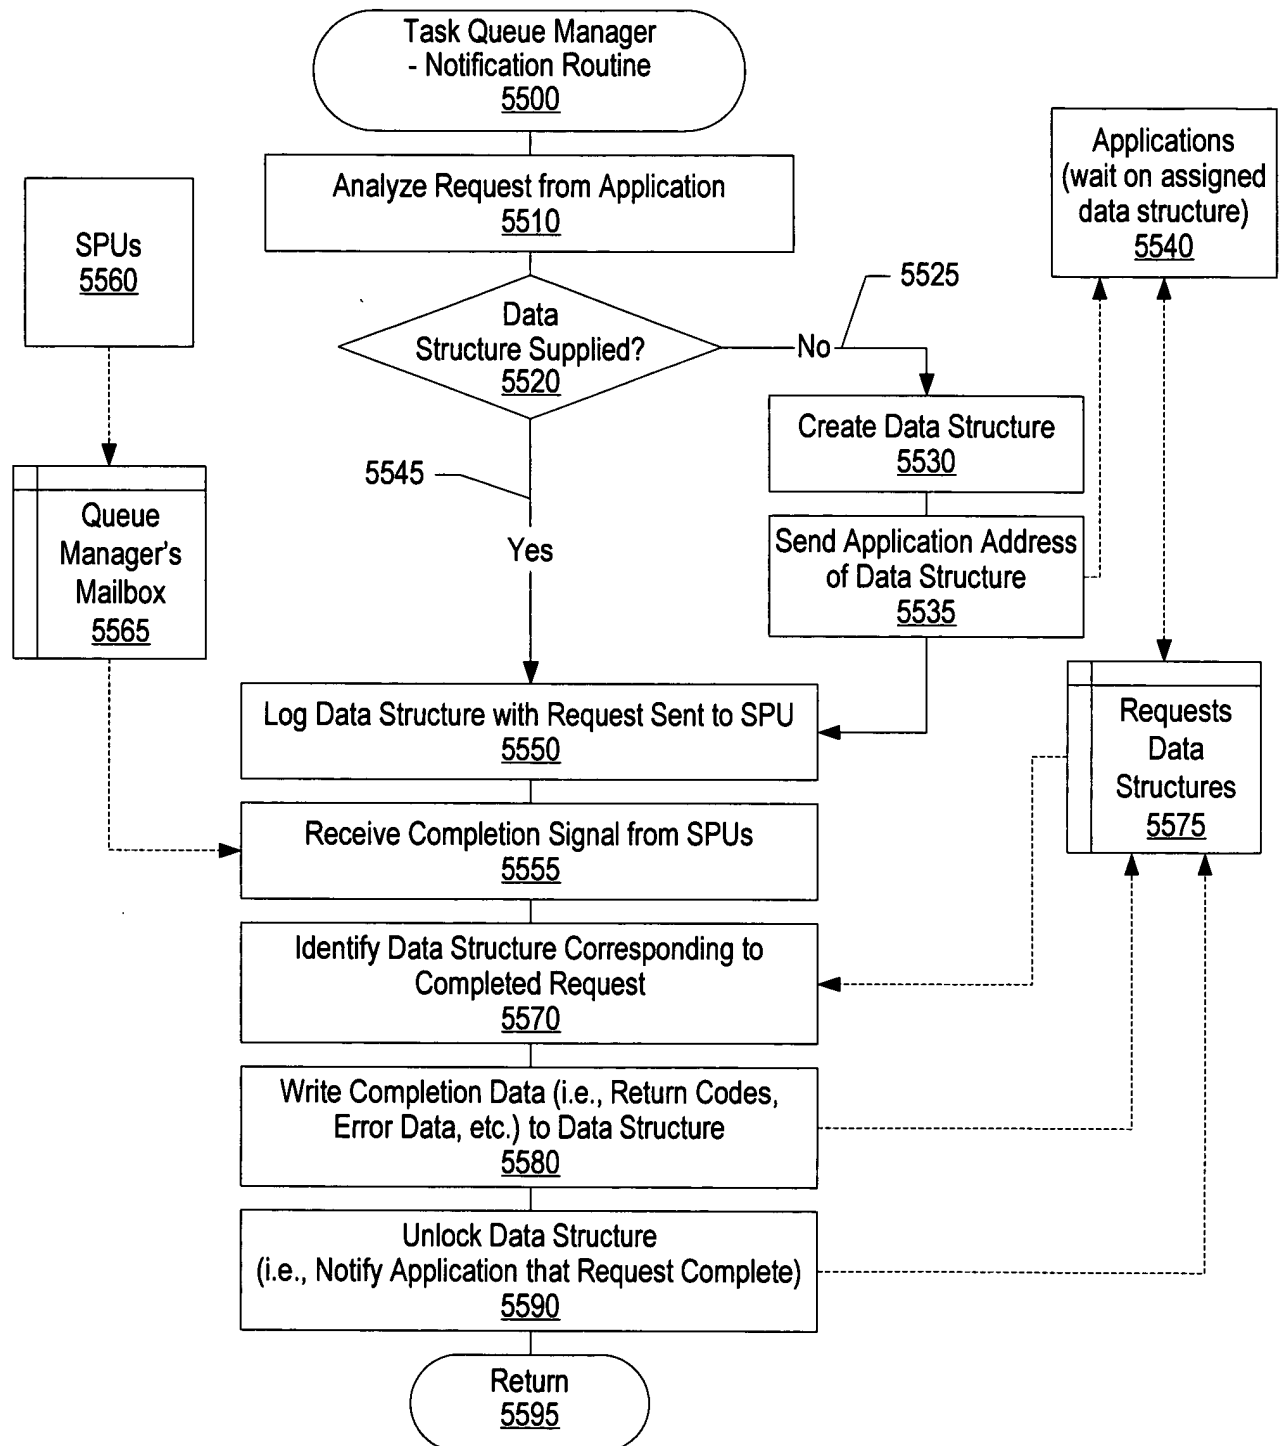 Task Queue Manager
- Notification Routine
5500
Analyze Request from Application
5510
Applications
(wait on assigned
data structure)
5540
SPUs
5560
5525
Data
Structure Supplied?
5520
No
Create Data Structure
5530
5545
Queue
Manager's
Mailbox
5565
Yes
Send Application Address
of Data Structure
5535
Log Data Structure with Request Sent to SPU
5550
Requests
Data
Structures
5575
Receive Completion Signal from SPUs
5555
Identify Data Structure Corresponding to
Completed Request
5570
Write Completion Data (i.e., Return Codes,
Error Data, etc.) to Data Structure
5580
Unlock Data Structure
(i.e., Notify Application that Request Complete)
5590
Return
5595